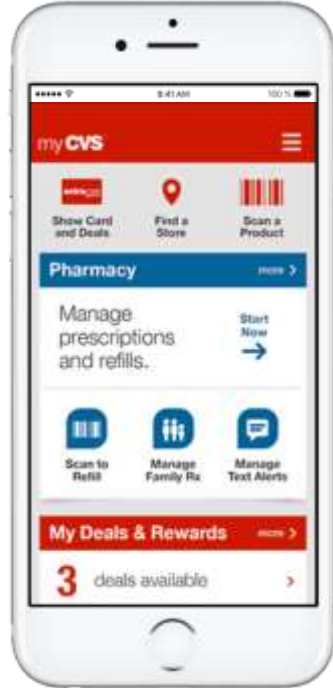 9:41 AM
100 %
myCVS
Show Card and Deals
Find a Store
Scan a Product
Pharmacy
more >
Manage
prescriptions
and refills.
Start
Now
Scan to Refill
Manage Family Rx
Manage Text Alerts
My Deals & Rewards
more >
3 deals available